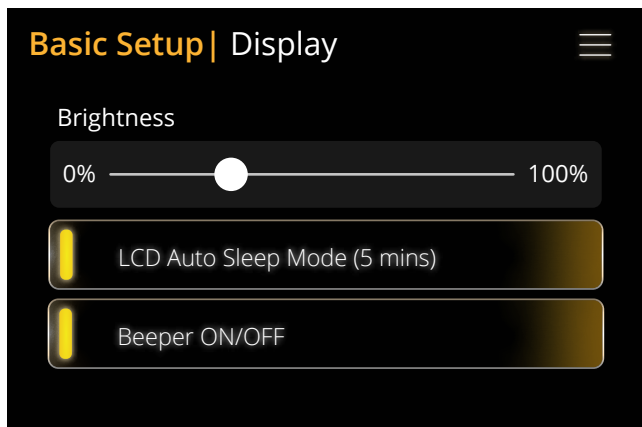 Basic Setup| Display
Brightness
0% 100%
LCD Auto Sleep Mode (5 mins)
Beeper ON/OFF